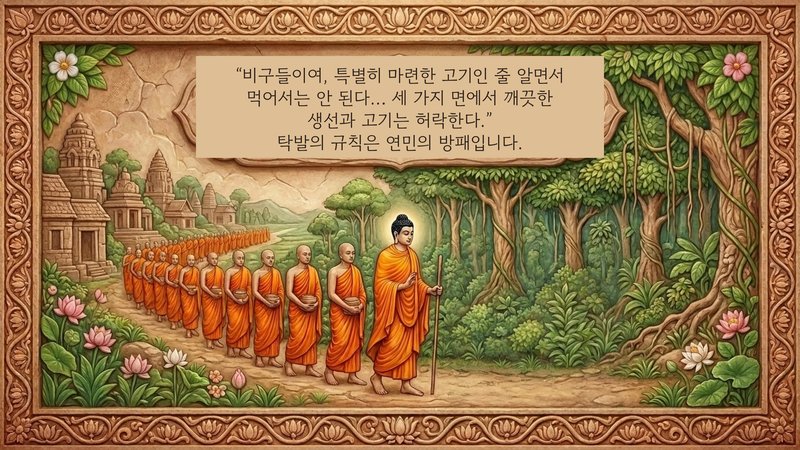 “비구들이여, 특별히 마련한 고기인 줄 알면서
먹어서는 안 된다... 세 가지 면에서 깨끗한
생선과 고기는 허락한다.”
탁발의 규칙은 연민의 방패입니다.